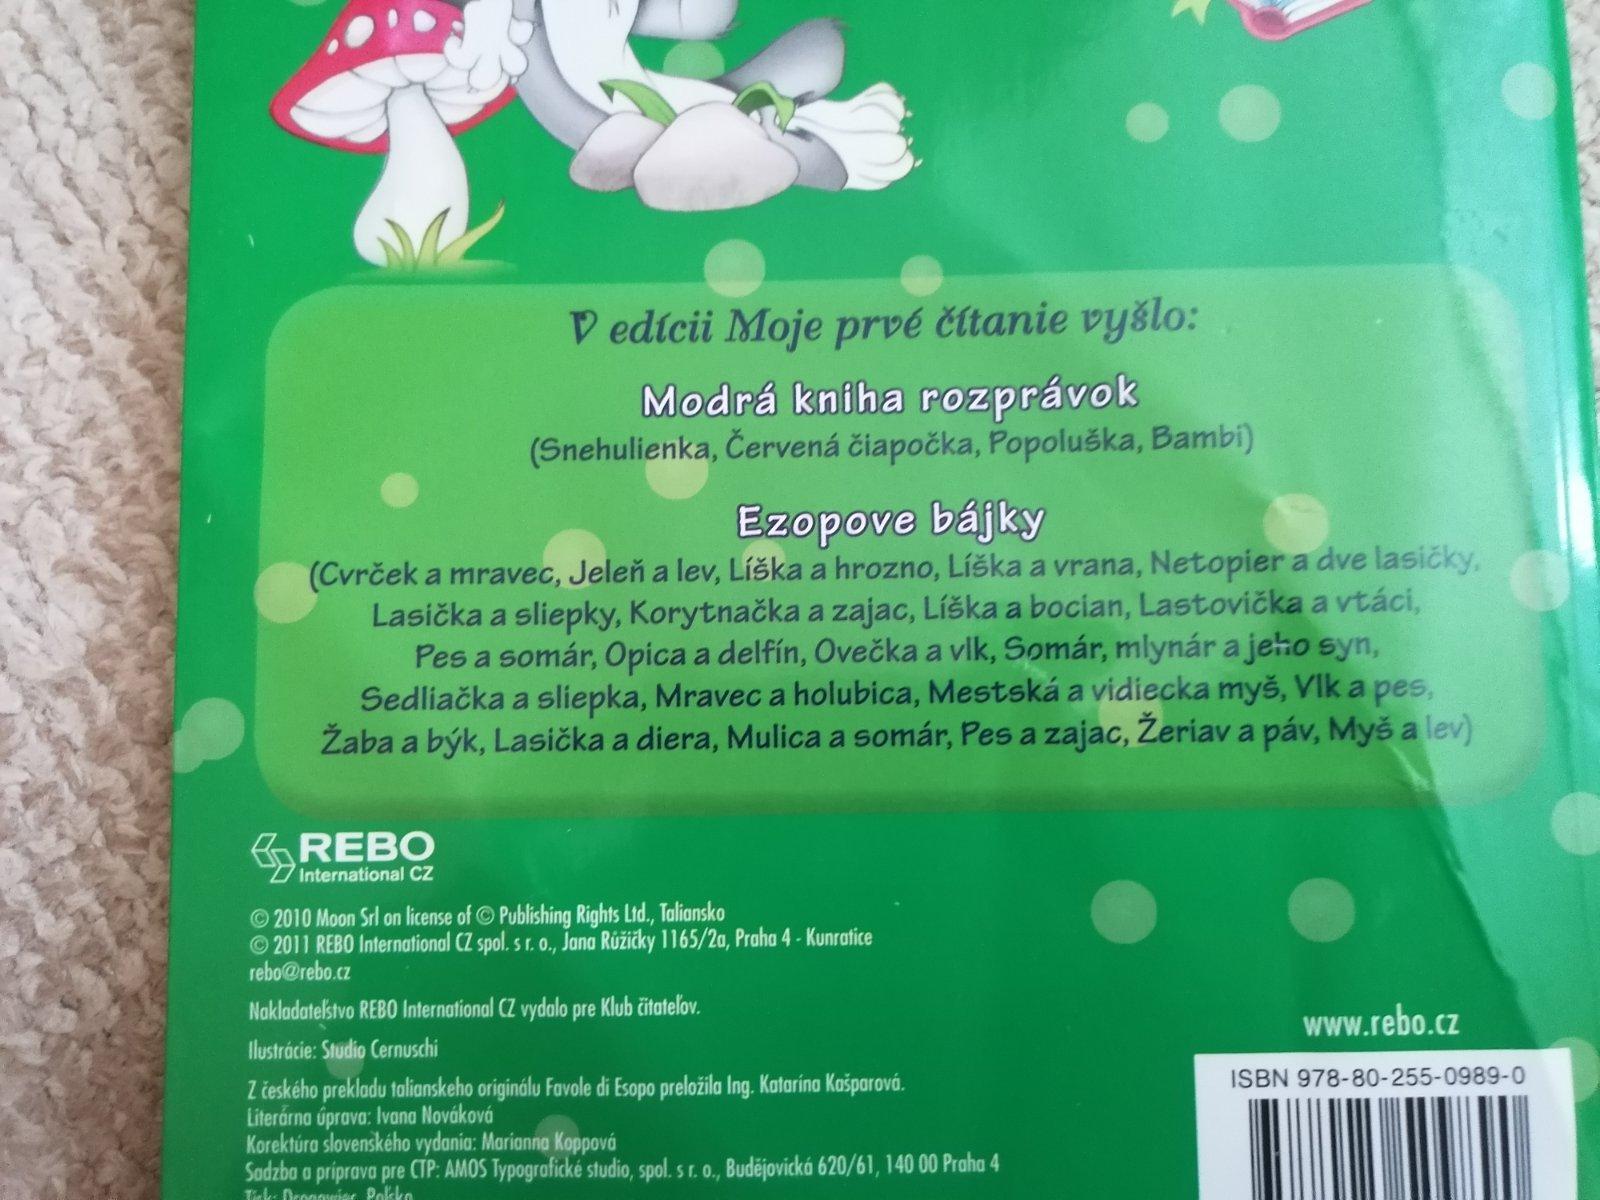 V edícii Moje prvé čítanie vyšlo:
Modrá kniha rozprávok
(Snehulienka, Červená čiapočka, Popoluška, Bambi)
Ezopove bájky
(Cvrček a mravec, Jeleň a lev, Líška a hrozno, Líška a vrana, Netopier a dve lasičky,
Lasička a sliepky, Korytnačka a zajac, Líška a bocian, Lastovička a vtáci,
Pes a somár, Opica a delfín, Ovečka a vlk, Somár, mlynár a jeho syn,
Sedliačka a sliepka, Mravec a holubica, Mestská a vidiecka myš, Vlk a pes,
Žaba a býk, Lasička a diera, Mulica a somár, Pes a zajac, Žeriav a páv, Myš a lev)
REBO
International CZ
© 2010 Moon Srl on license of © Publishing Rights Ltd., Taliansko
© 2011 REBO International CZ spol. s r. o., Jana Růžičky 1165/2a, Praha 4 - Kunratice
rebo@rebo.cz
Nakladateľstvo REBO International CZ vydalo pre Klub čitateľov.
Ilustrácie: Studio Cernuschi
Z českého prekladu talianskeho originálu Favole di Esopo preložila Ing. Katarína Kašparová.
Literárna úprava: Ivana Nováková
Korektúra slovenského vydania: Marianna Koppová
Sadzba a príprava pre CTP: AMOS Typografické studio, spol. s r. o., Budějovická 620/61, 140 00 Praha 4
Tisk: Drogowiec, Poľsko
www.rebo.cz
ISBN 978-80-255-0989-0